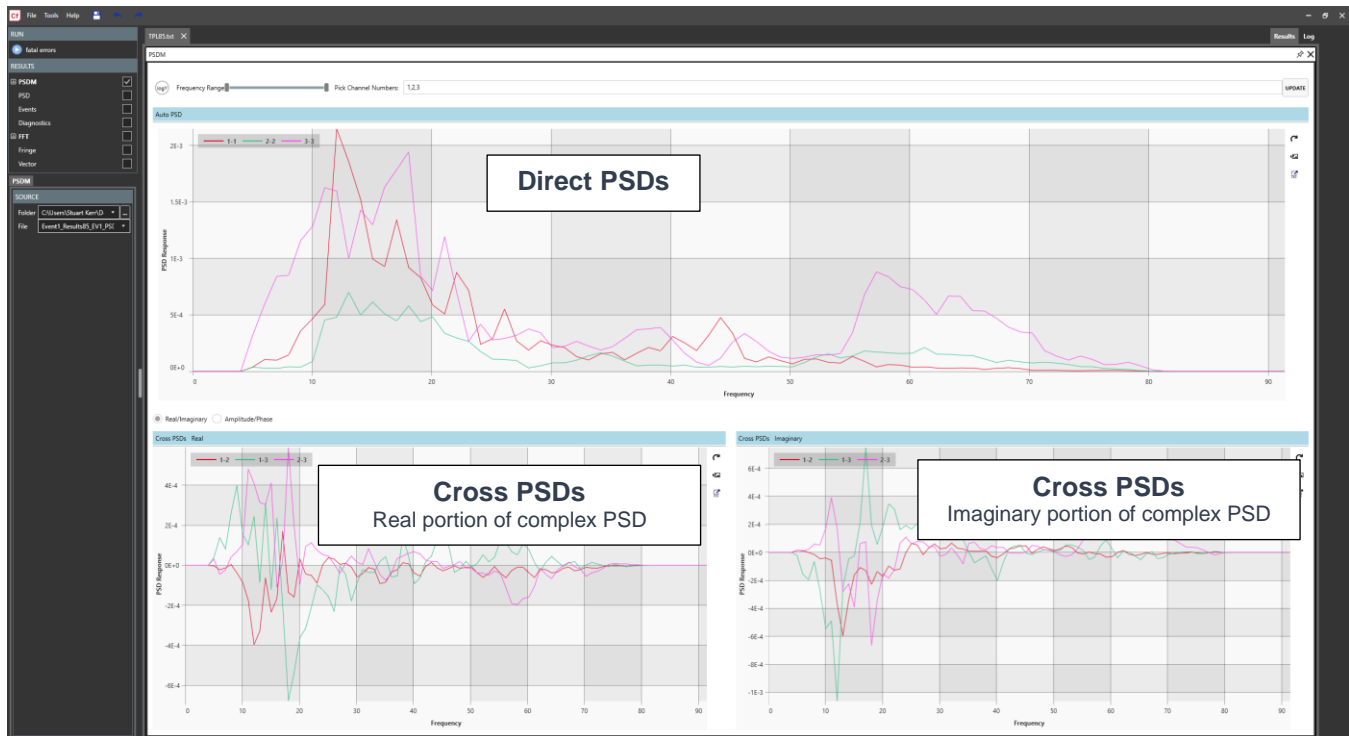 Cf File Tools Help
RUN
fatal errors
RESULTS
PSDM
PSD
Events
Diagnostics
FFT
Fringe
Vector
PSDM
SOURCE
Folder C:\Users\Stuart Kerr\D ...
File Event1_Results85_EV1_PSI
TPL85.txt X
Results Log
PSDM
logY Frequency Range Pick Channel Numbers: 1,2,3 UPDATE
Auto PSD
1-1 2-2 3-3
Direct PSDs
2E-3
1.5E-3
1E-3
5E-4
0E+0
PSD Response
0 10 20 30 40 50 60 70 80 90
Frequency
Real/Imaginary Amplitude/Phase
Cross PSDs Real
1-2 1-3 2-3
Cross PSDs
Real portion of complex PSD
4E-4
2E-4
0E+0
-2E-4
-4E-4
-6E-4
PSD Response
0 10 20 30 40 50 60 70 80 90
Frequency
Cross PSDs Imaginary
1-2 1-3 2-3
Cross PSDs
Imaginary portion of complex PSD
6E-4
4E-4
2E-4
0E+0
-2E-4
-4E-4
-6E-4
-8E-4
-1E-3
PSD Response
0 10 20 30 40 50 60 70 80 90
Frequency